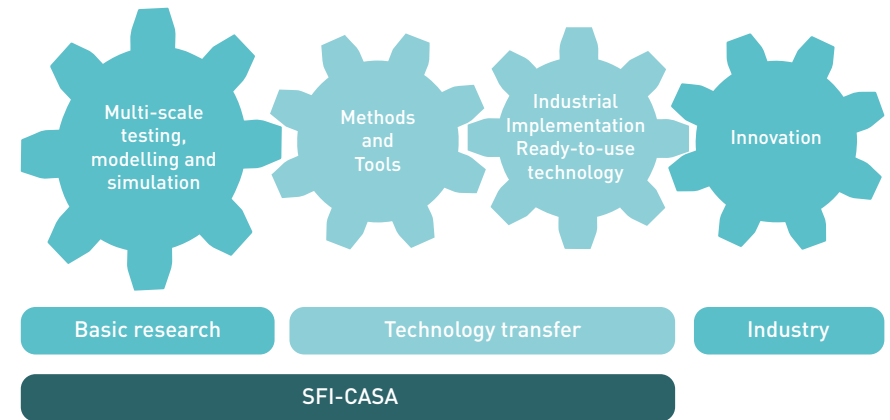 Multi-scale
testing,
modelling and
simulation
Methods
and
Tools
Industrial
Implementation
Ready-to-use
technology
Innovation
Basic research
Technology transfer
Industry
SFI-CASA